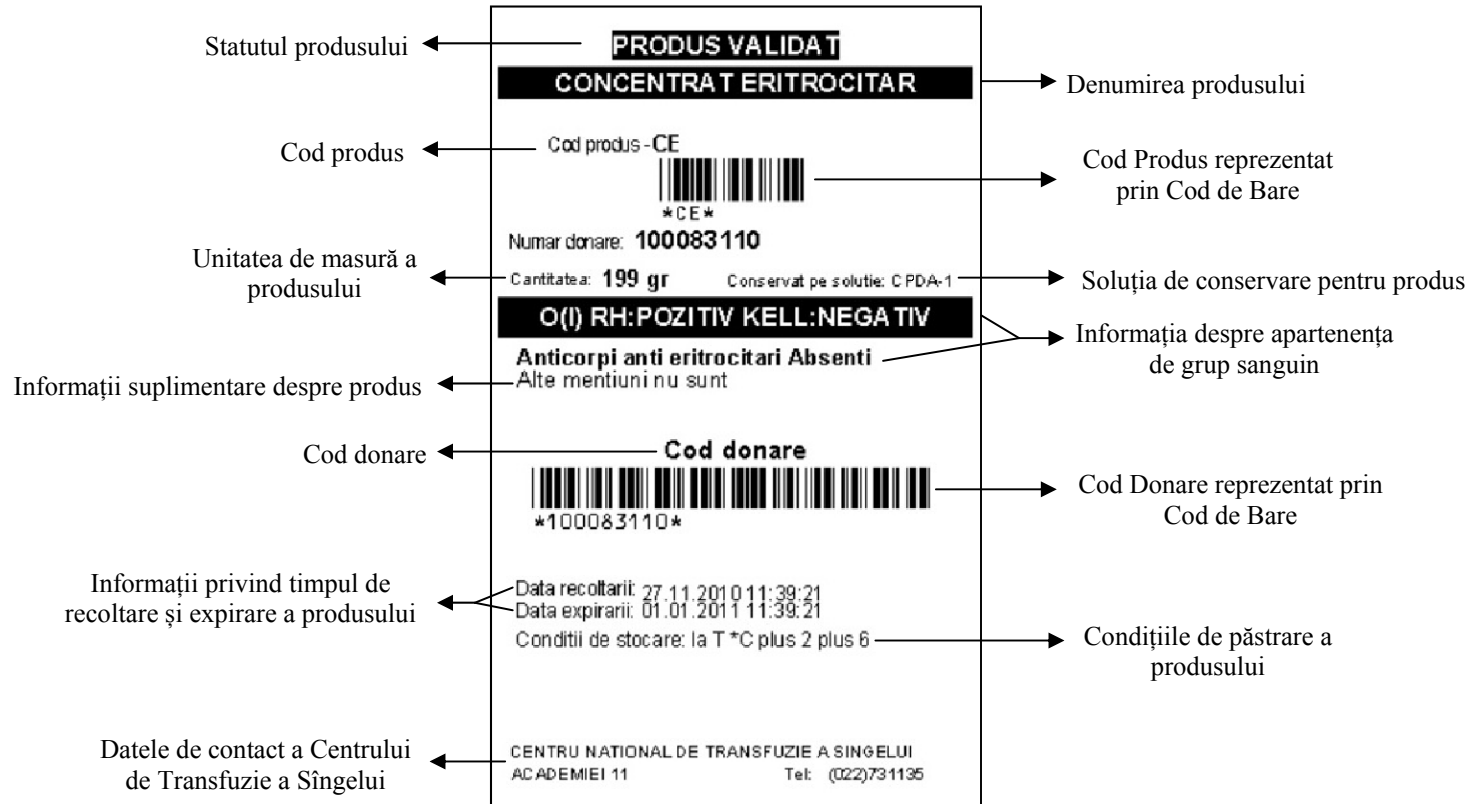 Statutul produsului
PRODUS VALIDAT
CONCENTRAT ERITROCITAR
Denumirea produsului
Cod produs
Cod produs - CE
Cod Produs reprezentat
prin Cod de Bare
*CE*
Numar donare: 100083110
Unitatea de masură a
produsului
Cantitatea: 199 gr
Conservat pe solutie: CPDA-1
Soluția de conservare pentru produs
O(I) RH:POZITIV KELL:NEGATIV
Informația despre apartenența
de grup sanguin
Anticorpi anti eritrocitari Absenti
Alte mentiuni nu sunt
Informații suplimentare despre produs
Cod donare
Cod donare
Cod Donare reprezentat prin
Cod de Bare
*100083110*
Informații privind timpul de
recoltare și expirare a produsului
Data recoltarii: 27.11.2010 11:39:21
Data expirarii: 01.01.2011 11:39:21
Conditii de stocare: la T *C plus 2 plus 6
Condițiile de păstrare a
produsului
Datele de contact a Centrului
de Transfuzie a Sîngelui
CENTRU NATIONAL DE TRANSFUZIE A SINGELUI
ACADEMIEI 11 Tel: (022)731135